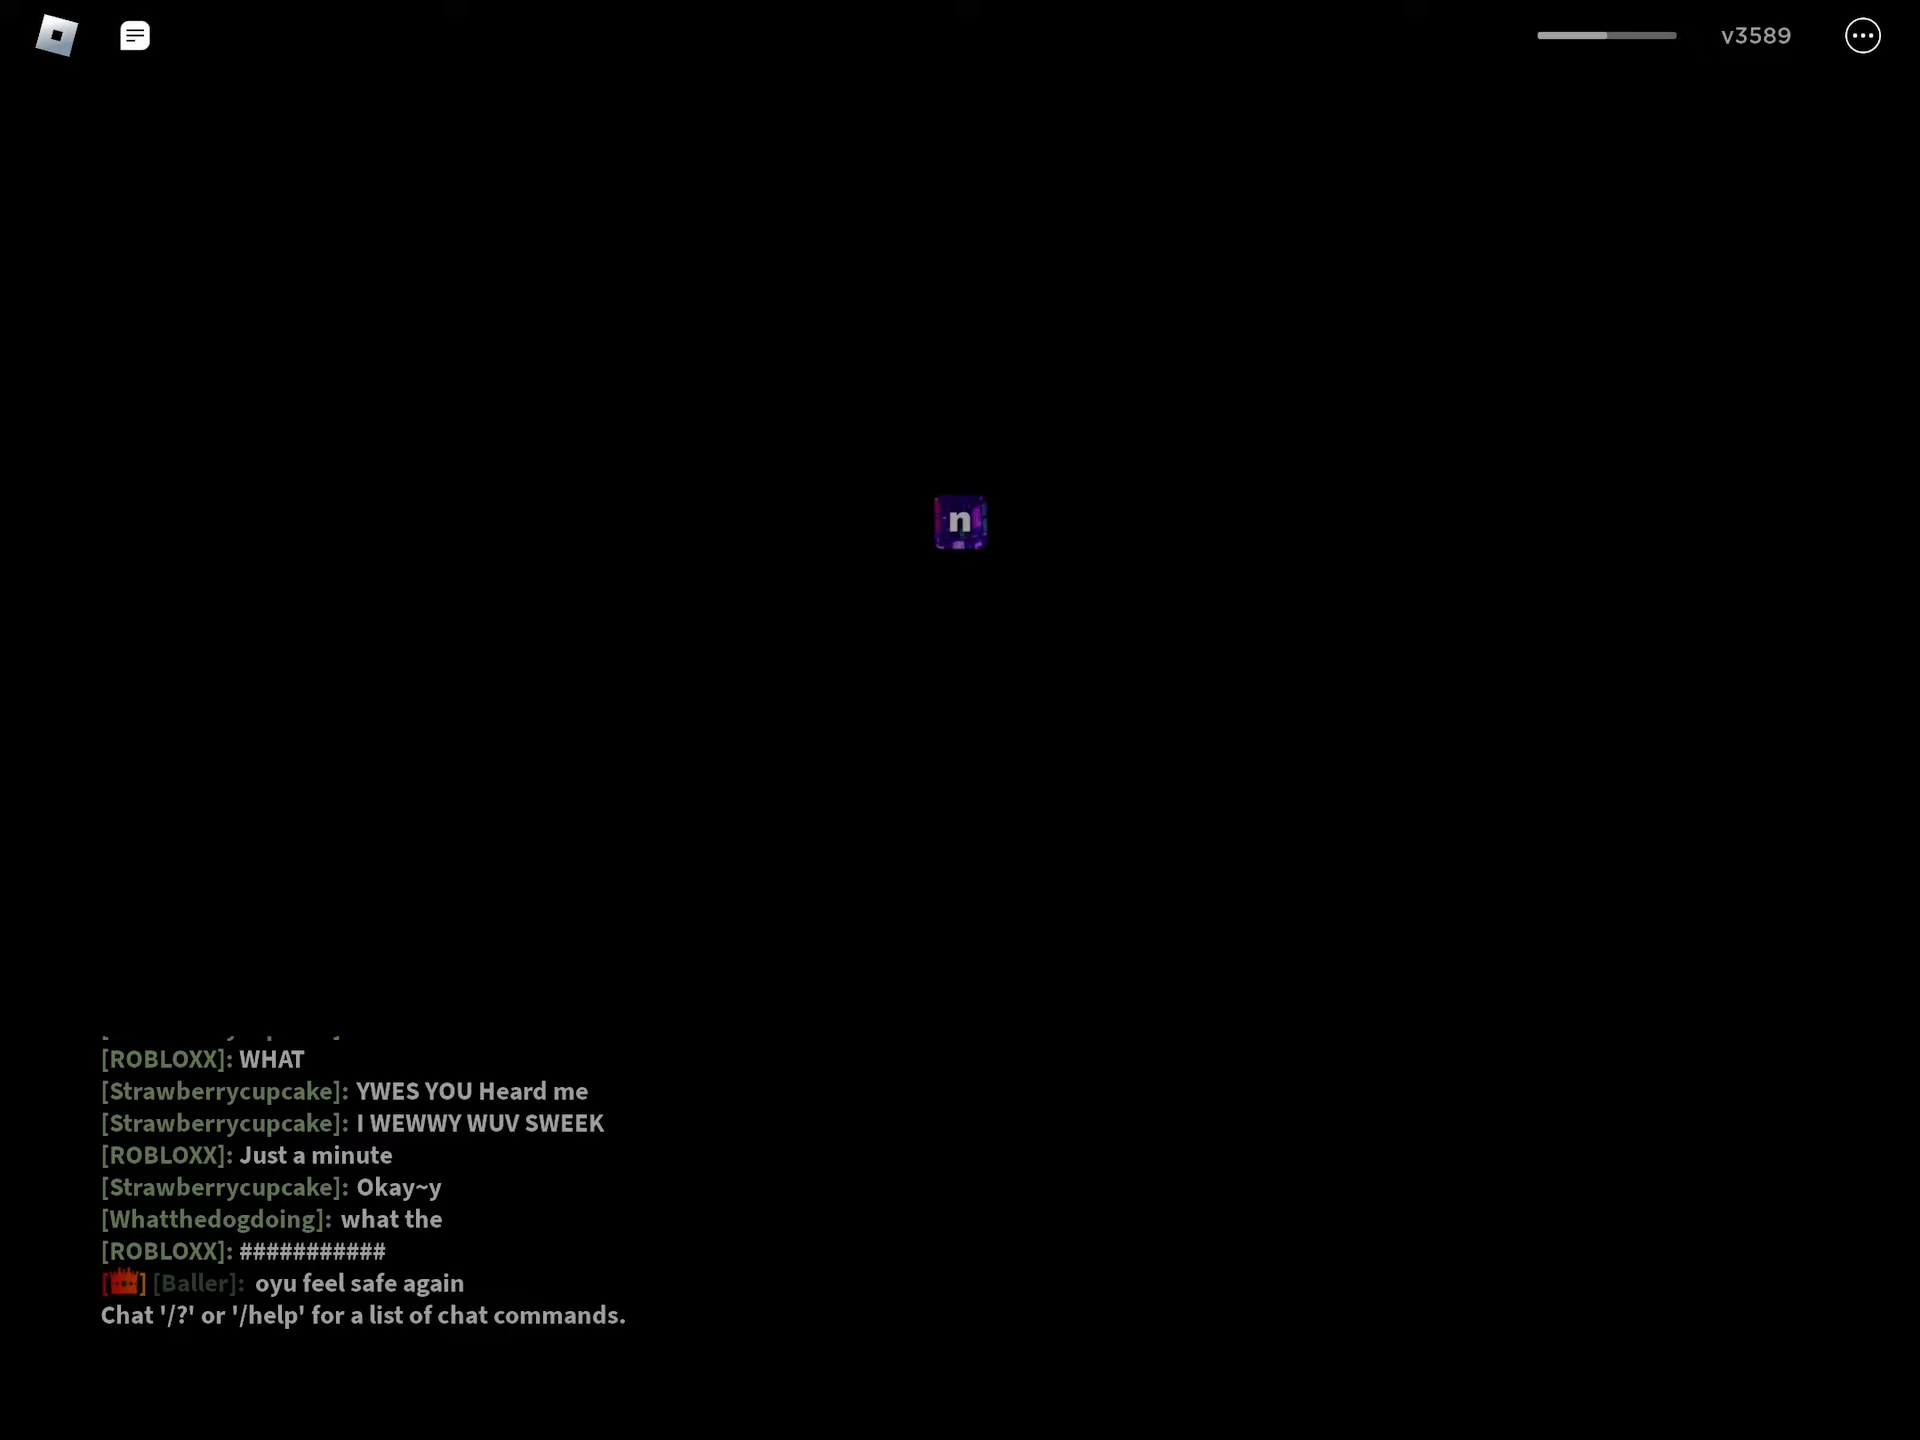 v3589
n
[ROBLOXX]: WHAT
[Strawberrycupcake]: YWES YOU Heard me
[Strawberrycupcake]: I WEWWY WUV SWEEK
[ROBLOXX]: Just a minute
[Strawberrycupcake]: Okay~y
[Whatthedogdoing]: what the
[ROBLOXX]: ###########
[Baller]: oyu feel safe again
Chat '/?' or '/help' for a list of chat commands.